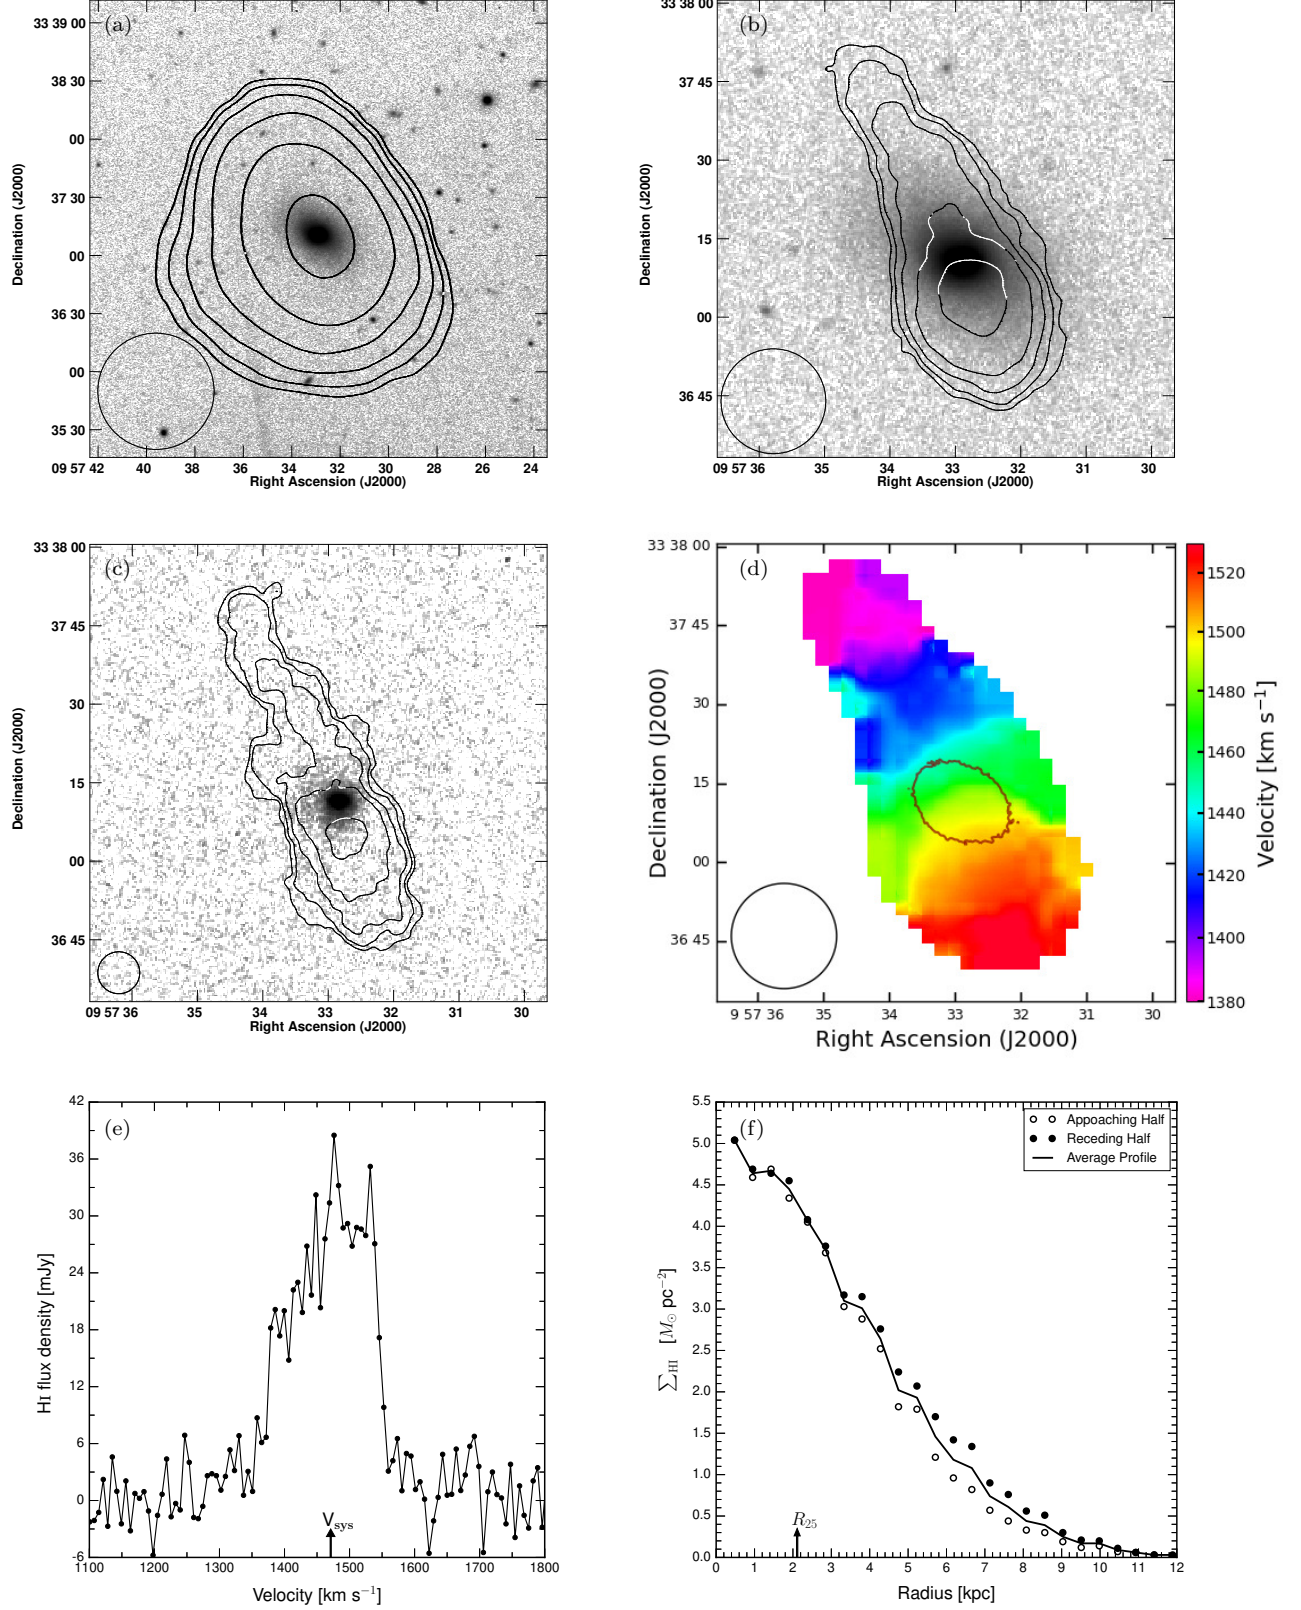 (a)
33 39 00
38 30
00
37 30
00
36 30
00
35 30
Declination (J2000)
09 57 42 40 38 36 34 32 30 28 26 24
Right Ascension (J2000)
(b)
33 38 00
37 45
30
15
00
36 45
Declination (J2000)
09 57 36 35 34 33 32 31 30
Right Ascension (J2000)
(c)
33 38 00
37 45
30
15
00
36 45
Declination (J2000)
09 57 36 35 34 33 32 31 30
Right Ascension (J2000)
(d)
33 38 00
37 45
30
15
00
36 45
Declination (J2000)
9 57 36 35 34 33 32 31 30
Right Ascension (J2000)
1520
1500
1480
1460
1440
1420
1400
1380
Velocity [km s⁻¹]
(e)
42
36
30
24
18
12
6
0
-6
HI flux density [mJy]
Vsys
1100 1200 1300 1400 1500 1600 1700 1800
Velocity [km s⁻¹]
(f)
Appoaching Half
Receding Half
Average Profile
5.5
5.0
4.5
4.0
3.5
3.0
2.5
2.0
1.5
1.0
0.5
0.0
∑HI [M⊙ pc⁻²]
R25
0 1 2 3 4 5 6 7 8 9 10 11 12
Radius [kpc]